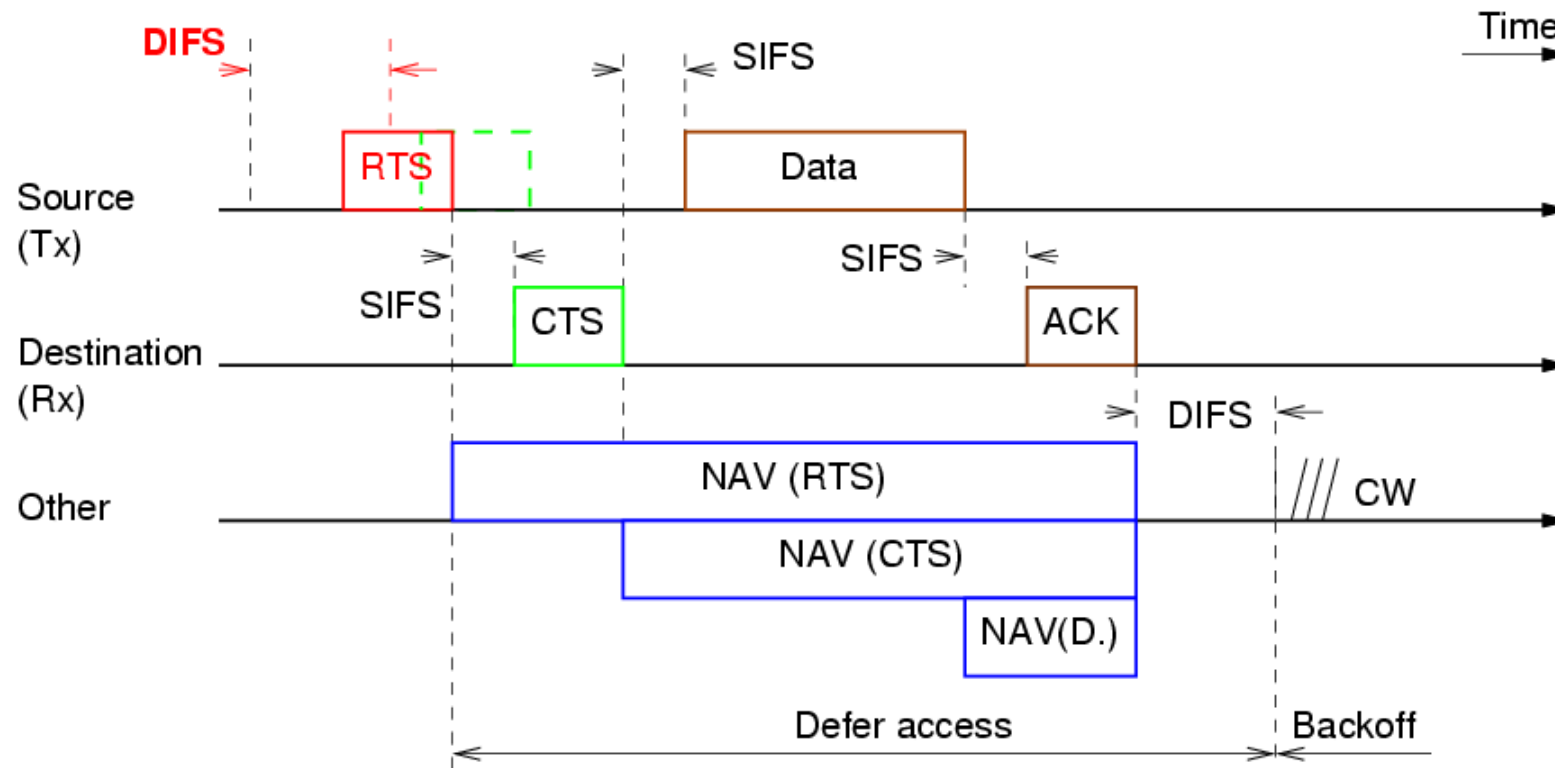 Time
DIFS
SIFS
RTS
Data
Source
(Tx)
SIFS
SIFS
CTS
ACK
Destination
(Rx)
DIFS
NAV (RTS)
CW
Other
NAV (CTS)
NAV(D.)
Defer access
Backoff